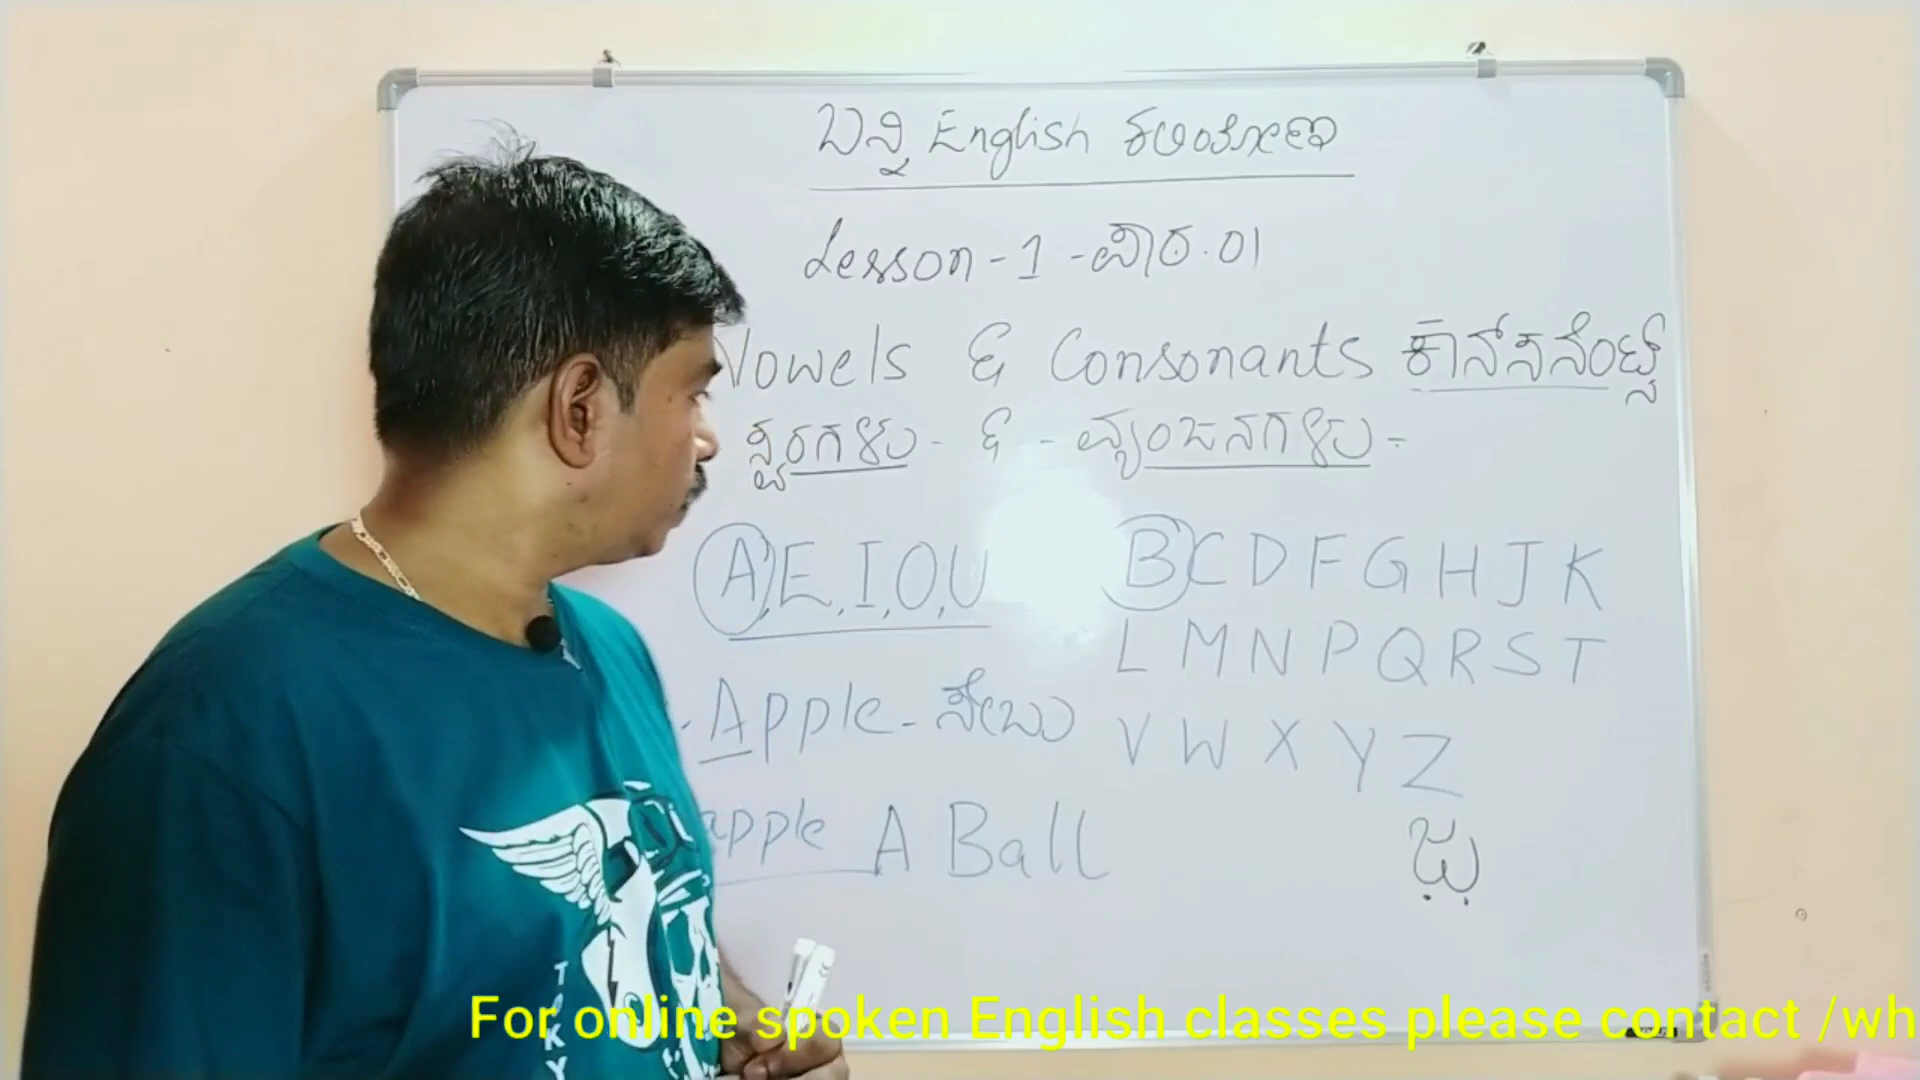 ಬನ್ನಿ English ಕಲಿಯೋಣ
Lesson - 1 - ಪಾಠ. 01
Vowels & Consonants ಕಾನ್ಸನೆಂಟ್ಸ್
ಸ್ವರಗಳು - & - ವ್ಯಂಜನಗಳು -
A, E, I, O, U
B C D F G H J K
L M N P Q R S T
V W X Y Z
Apple - ಸೇಬು
apple A Ball
TOKY
For online spoken English classes please contact /wh